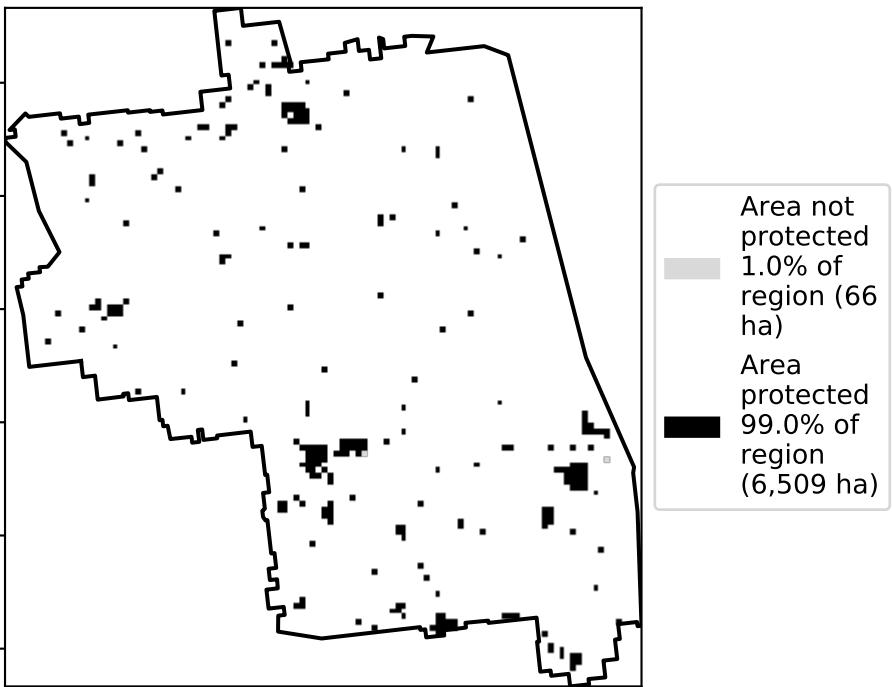 Area not
protected
1.0% of
region (66
ha)
Area
protected
99.0% of
region
(6,509 ha)